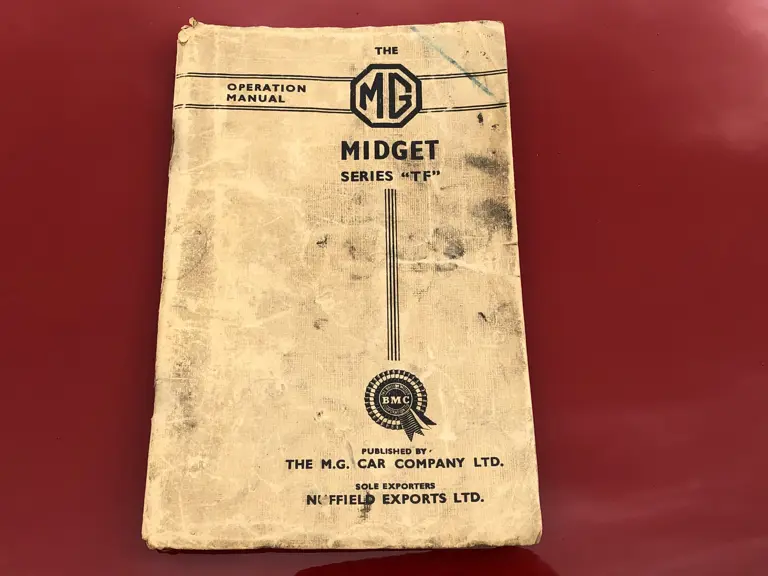 THE
OPERATION
MANUAL
MG
MIDGET
SERIES "TF"
BMC
PUBLISHED BY
THE M.G. CAR COMPANY LTD.
SOLE EXPORTERS
NUFFIELD EXPORTS LTD.